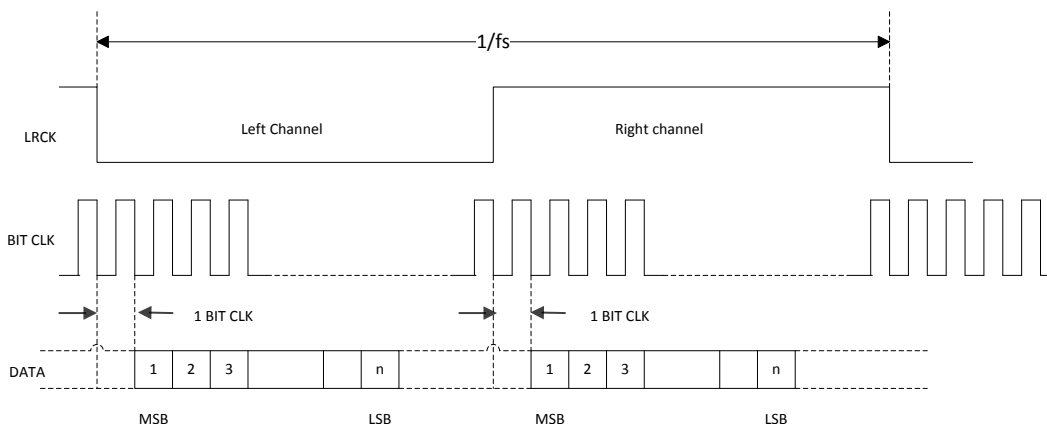 1/fs
LRCK
Left Channel
Right channel
BIT CLK
1 BIT CLK
1 BIT CLK
DATA
1 2 3 n 1 2 3 n
MSB LSB MSB LSB